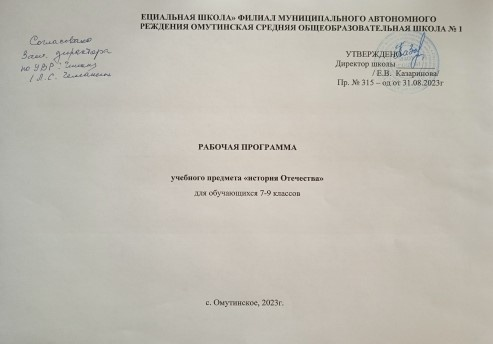 ЕЦИАЛЬНАЯ ШКОЛА» ФИЛИАЛ МУНИЦИПАЛЬНОГО АВТОНОМНОГО
РЕЖДЕНИЯ ОМУТИНСКАЯ СРЕДНЯЯ ОБЩЕОБРАЗОВАТЕЛЬНАЯ ШКОЛА № 1
Согласовано
Зам. директора
по УВР
УТВЕРЖДЕНО
Директор школы
/ Е.В. Казаринова/
Пр. № 315 – од от 31.08.2023г
РАБОЧАЯ ПРОГРАММА
учебного предмета «история Отечества»
для обучающихся 7-9 классов
с. Омутинское, 2023г.